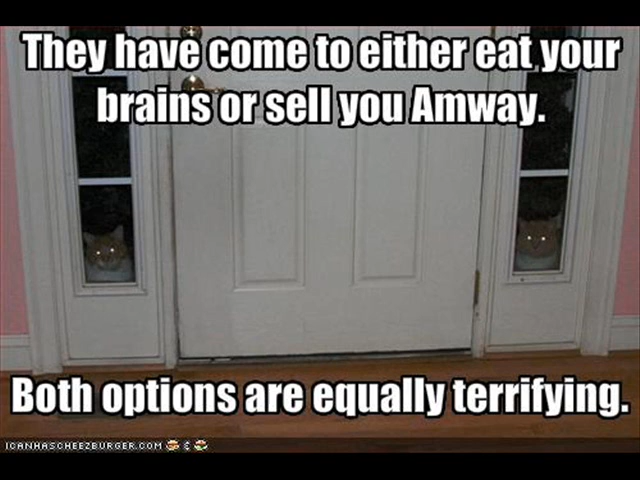 They have come to either eat your
brains or sell you Amway.
Both options are equally terrifying.
ICANHASCHEEZBURGER.COM